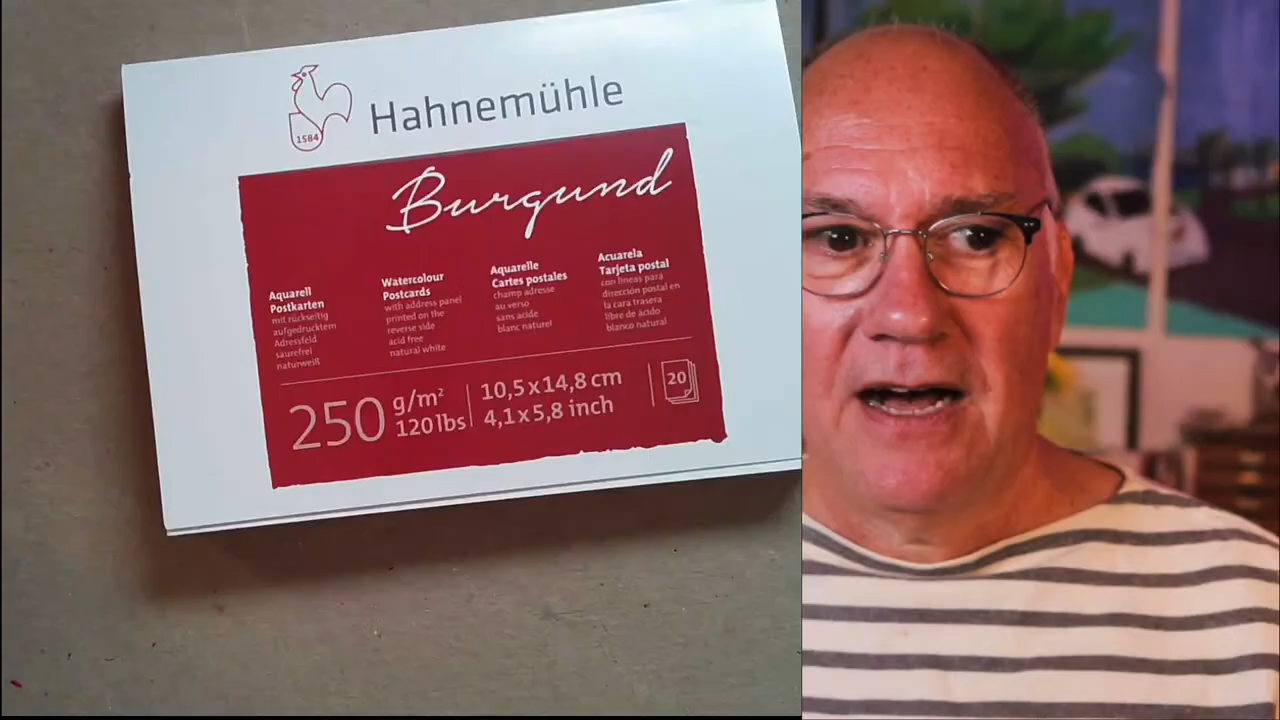 1584
Hahnemühle
Burgund
Aquarell
Postkarten
mit rückseitig
aufgedrucktem
Adressfeld
säurefrei
naturweiß
Watercolour
Postcards
with address panel
printed on the
reverse side
acid free
natural white
Aquarelle
Cartes postales
champ adresse
au verso
sans acide
blanc naturel
Acuarela
Tarjeta postal
con líneas para
dirección postal en
la cara trasera
libre de ácido
blanco natural
250 g/m²
120 lbs
10,5 x 14,8 cm
4,1 x 5,8 inch
20